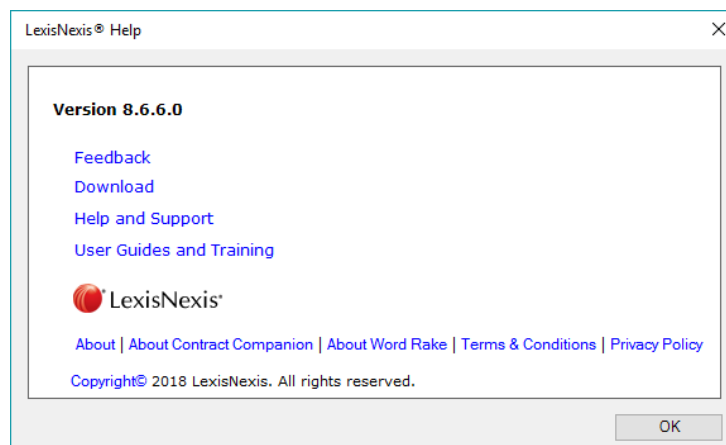 LexisNexis® Help
Version 8.6.6.0
Feedback
Download
Help and Support
User Guides and Training
LexisNexis®
About | About Contract Companion | About Word Rake | Terms & Conditions | Privacy Policy
Copyright© 2018 LexisNexis. All rights reserved.
OK